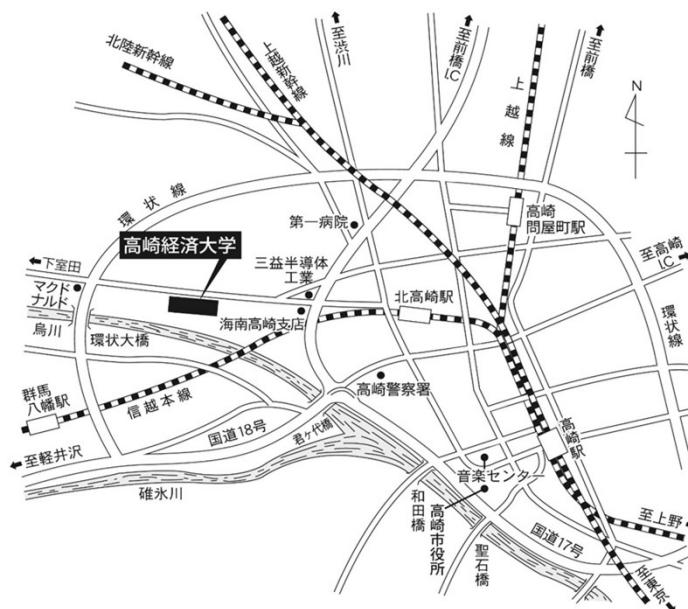 至渋川
至前橋I.C
至前橋
北陸新幹線
上越新幹線
上越線
N
環状線
第一病院
高崎
問屋町駅
高崎経済大学
三益半導体
工業
至高崎I.C
下室田
マクド
ナルド
北高崎駅
海南高崎支店
烏川
環状大橋
環状線
高崎警察署
群馬
八幡駅
信越本線
国道18号
君ヶ代橋
高崎駅
至軽井沢
音楽センター
碓氷川
和田橋
高崎市役所
聖石橋
国道17号
至上野
至東京